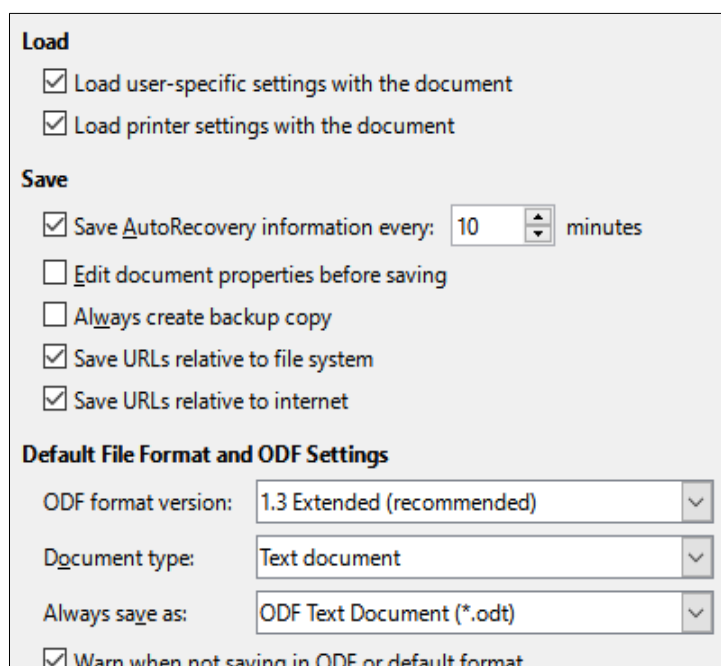 Load
Load user-specific settings with the document
Load printer settings with the document
Save
Save AutoRecovery information every: 10 minutes
Edit document properties before saving
Always create backup copy
Save URLs relative to file system
Save URLs relative to internet
Default File Format and ODF Settings
ODF format version: 1.3 Extended (recommended)
Document type: Text document
Always save as: ODF Text Document (*.odt)
Warn when not saving in ODF or default format